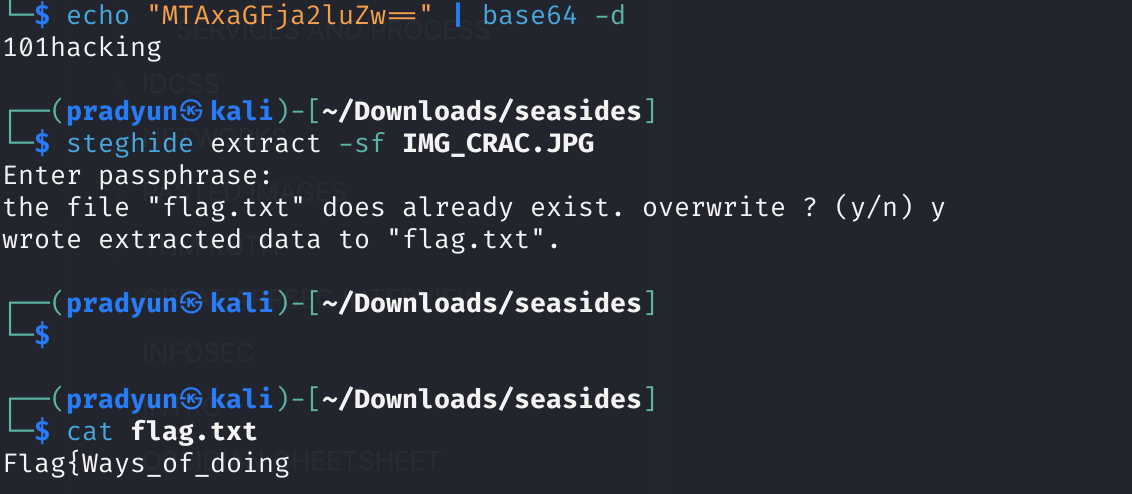 └─$ echo "MTAxaGFja2luZw==" | base64 -d
SERVICES AND PROCESS
101hacking
IDCSS
┌──(pradyun㉿kali)-[~/Downloads/seasides]
└─$ steghide extract -sf IMG_CRAC.JPG
Enter passphrase:
IMAGES
the file "flag.txt" does already exist. overwrite ? (y/n) y
wrote extracted data to "flag.txt".
┌──(pradyun㉿kali)-[~/Downloads/seasides]
└─$
INFOSEC
┌──(pradyun㉿kali)-[~/Downloads/seasides]
└─$ cat flag.txt
Flag{Ways_of_doing